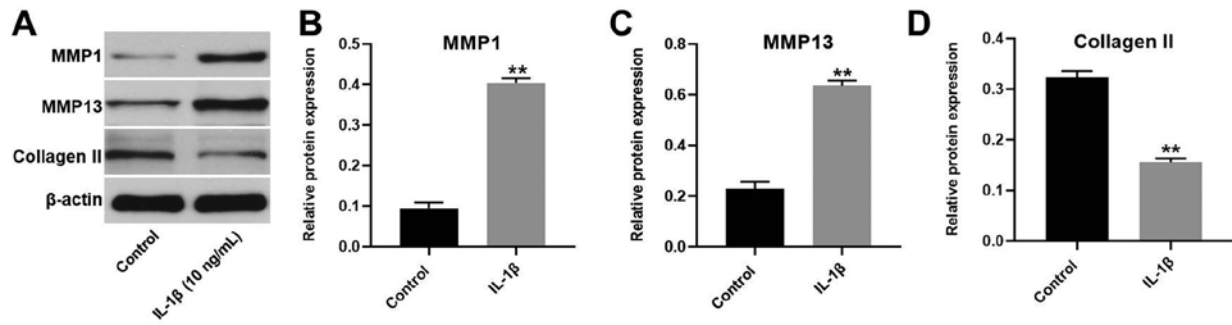 A
MMP1
MMP13
Collagen II
β-actin
Control
IL-1β (10 ng/mL)
B
MMP1
Relative protein expression
0.5
0.4
0.3
0.2
0.1
0.0
**
Control
IL-1β
C
MMP13
Relative protein expression
0.8
0.6
0.4
0.2
0.0
**
Control
IL-1β
D
Collagen II
Relative protein expression
0.4
0.3
0.2
0.1
0.0
**
Control
IL-1β